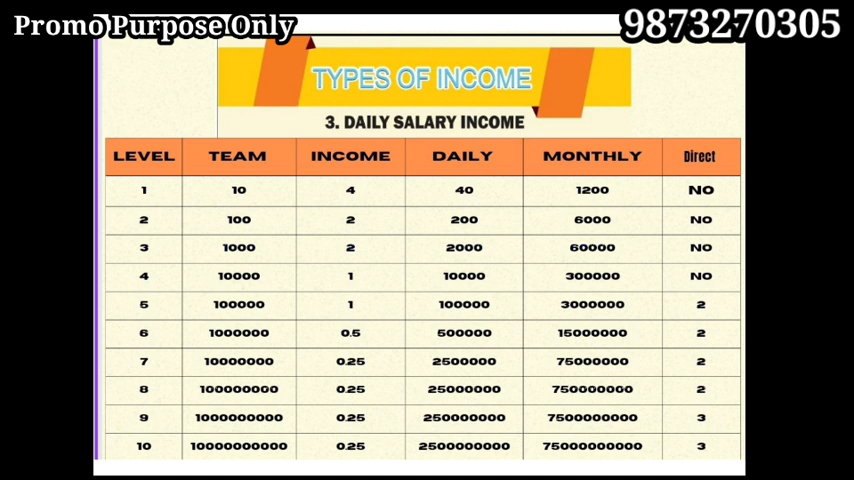 Promo Purpose Only
9873270305
TYPES OF INCOME
3. DAILY SALARY INCOME
LEVEL TEAM INCOME DAILY MONTHLY Direct
1 10 4 40 1200 NO
2 100 2 200 6000 NO
3 1000 2 2000 60000 NO
4 10000 1 10000 300000 NO
5 100000 1 100000 3000000 2
6 1000000 0.5 500000 15000000 2
7 10000000 0.25 2500000 75000000 2
8 100000000 0.25 25000000 750000000 2
9 1000000000 0.25 250000000 7500000000 3
10 10000000000 0.25 2500000000 75000000000 3